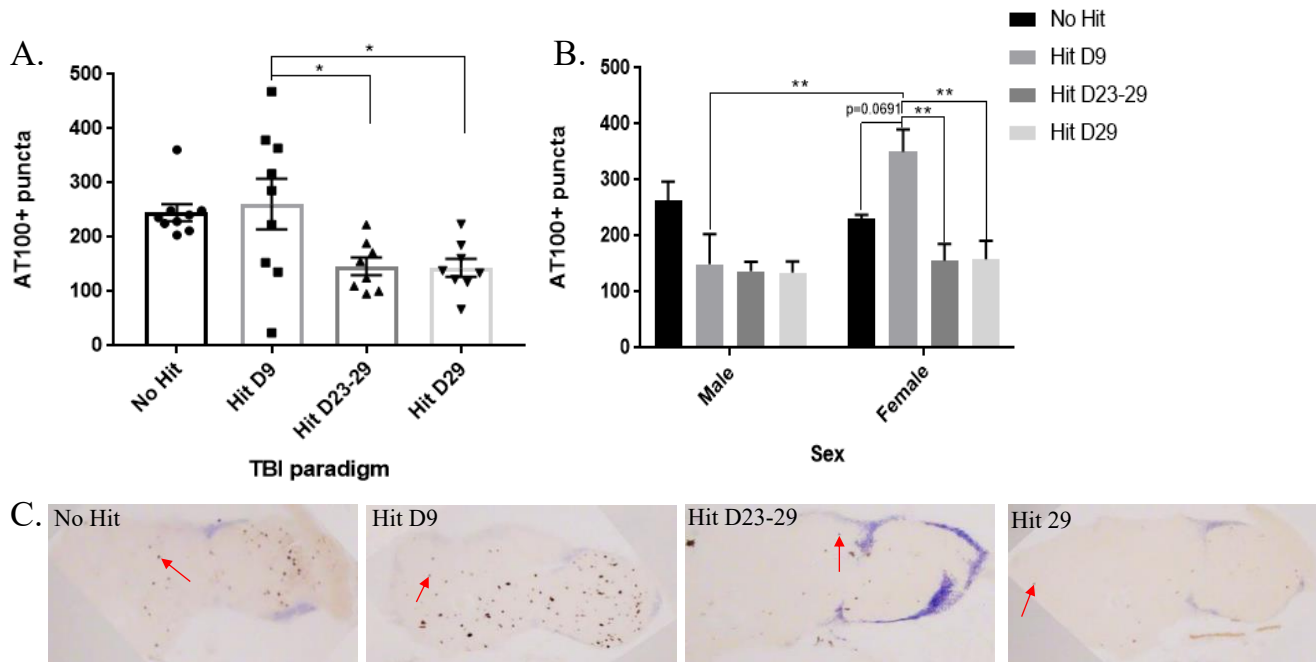 A.
500
400
300
200
100
0
AT100+ puncta
*
*
No Hit
Hit D9
Hit D23-29
Hit D29
TBI paradigm
B.
500
400
300
200
100
0
AT100+ puncta
**
p=0.0691
**
**
Male
Female
Sex
No Hit
Hit D9
Hit D23-29
Hit D29
C.
No Hit
Hit D9
Hit D23-29
Hit 29